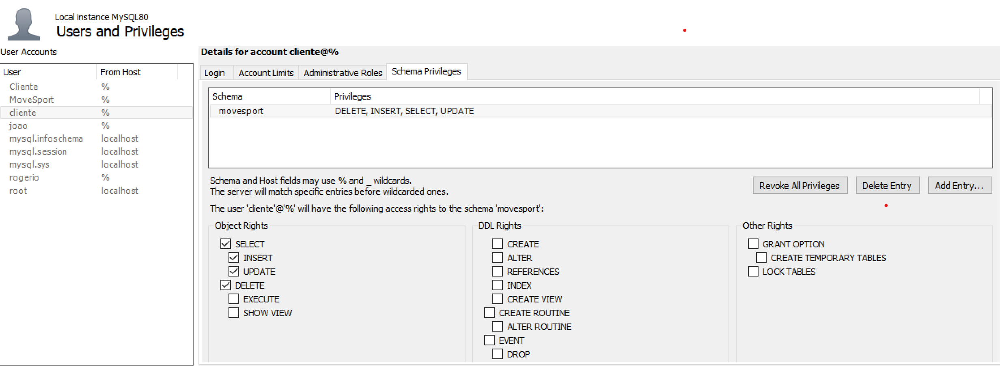 Local instance MySQL80
Users and Privileges
User Accounts
User From Host
Cliente %
MoveSport %
cliente %
joao %
mysql.infoschema localhost
mysql.session localhost
mysql.sys localhost
rogerio %
root localhost
Details for account cliente@%
Login Account Limits Administrative Roles Schema Privileges
Schema Privileges
movesport DELETE, INSERT, SELECT, UPDATE
Schema and Host fields may use % and _ wildcards.
The server will match specific entries before wildcarded ones.
Revoke All Privileges Delete Entry Add Entry...
The user 'cliente'@'%' will have the following access rights to the schema 'movesport':
Object Rights
SELECT
INSERT
UPDATE
DELETE
EXECUTE
SHOW VIEW
DDL Rights
CREATE
ALTER
REFERENCES
INDEX
CREATE VIEW
CREATE ROUTINE
ALTER ROUTINE
EVENT
DROP
Other Rights
GRANT OPTION
CREATE TEMPORARY TABLES
LOCK TABLES